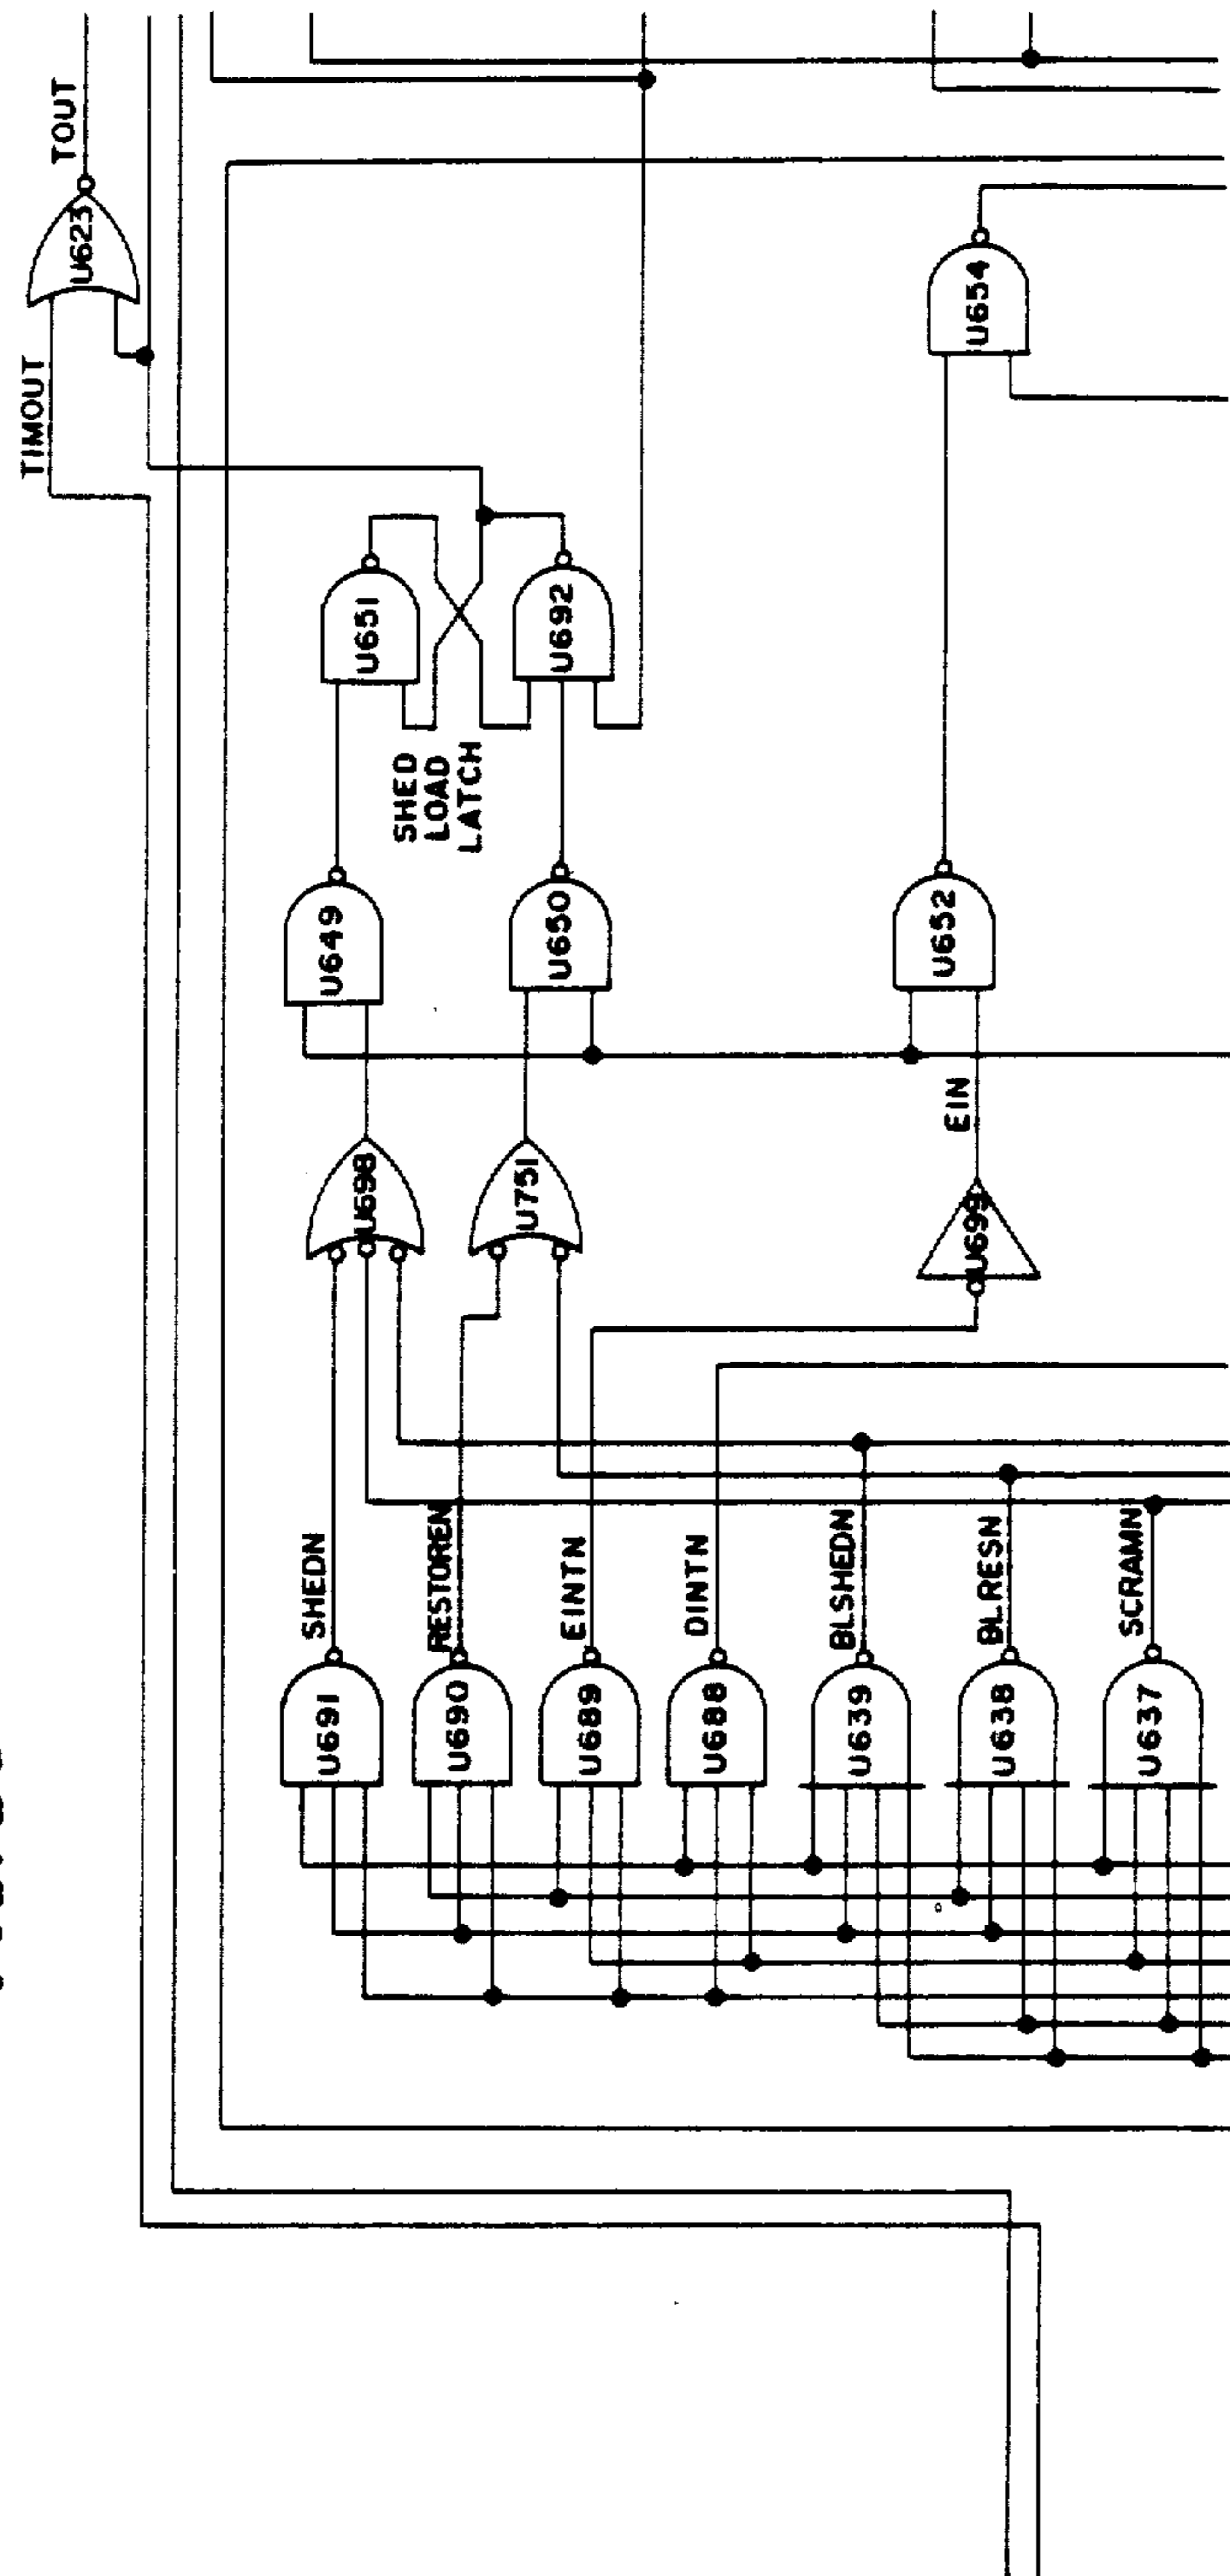 TIMOUT
TOUT
U623
U691
SHEDN
U698
U649
U651
SHED
LOAD
LATCH
U690
RESTOREN
U751
U650
U692
U689
EINTN
U688
DINTN
U639
BLSHEDN
U699
EIN
U652
U654
U638
BLRESN
U637
SCRAMN